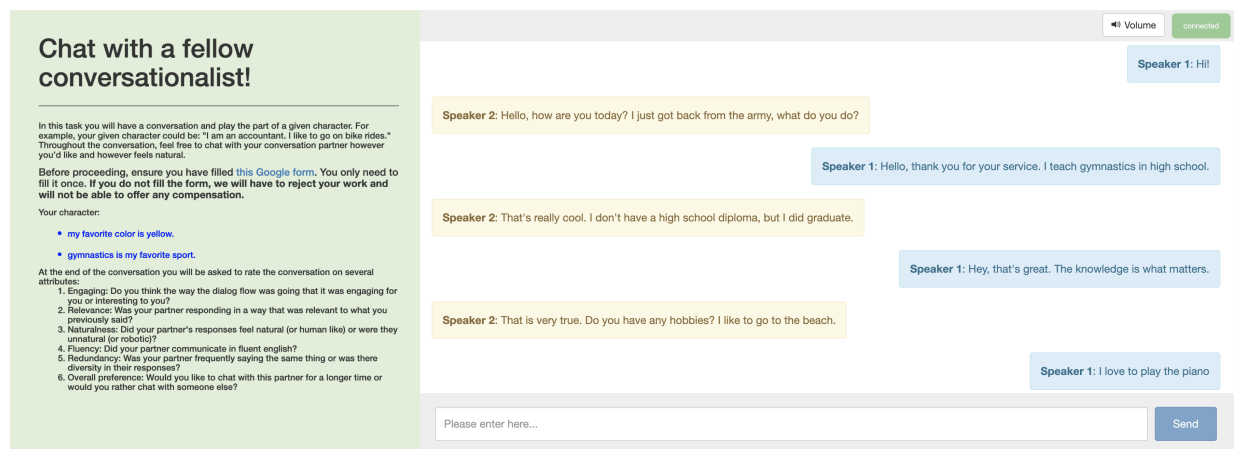 Chat with a fellow
conversationalist!
In this task you will have a conversation and play the part of a given character. For
example, your given character could be: "I am an accountant. I like to go on bike rides."
Throughout the conversation, feel free to chat with your conversation partner however
you'd like and however feels natural.
Before proceeding, ensure you have filled this Google form. You only need to
fill it once. If you do not fill the form, we will have to reject your work and
will not be able to offer any compensation.
Your character:
• my favorite color is yellow.
• gymnastics is my favorite sport.
At the end of the conversation you will be asked to rate the conversation on several
attributes:
1. Engaging: Do you think the way the dialog flow was going that it was engaging for
you or interesting to you?
2. Relevance: Was your partner responding in a way that was relevant to what you
previously said?
3. Naturalness: Did your partner's responses feel natural (or human like) or were they
unnatural (or robotic)?
4. Fluency: Did your partner communicate in fluent english?
5. Redundancy: Was your partner frequently saying the same thing or was there
diversity in their responses?
6. Overall preference: Would you like to chat with this partner for a longer time or
would you rather chat with someone else?
Volume
connected
Speaker 1: Hi!
Speaker 2: Hello, how are you today? I just got back from the army, what do you do?
Speaker 1: Hello, thank you for your service. I teach gymnastics in high school.
Speaker 2: That's really cool. I don't have a high school diploma, but I did graduate.
Speaker 1: Hey, that's great. The knowledge is what matters.
Speaker 2: That is very true. Do you have any hobbies? I like to go to the beach.
Speaker 1: I love to play the piano
Please enter here...
Send